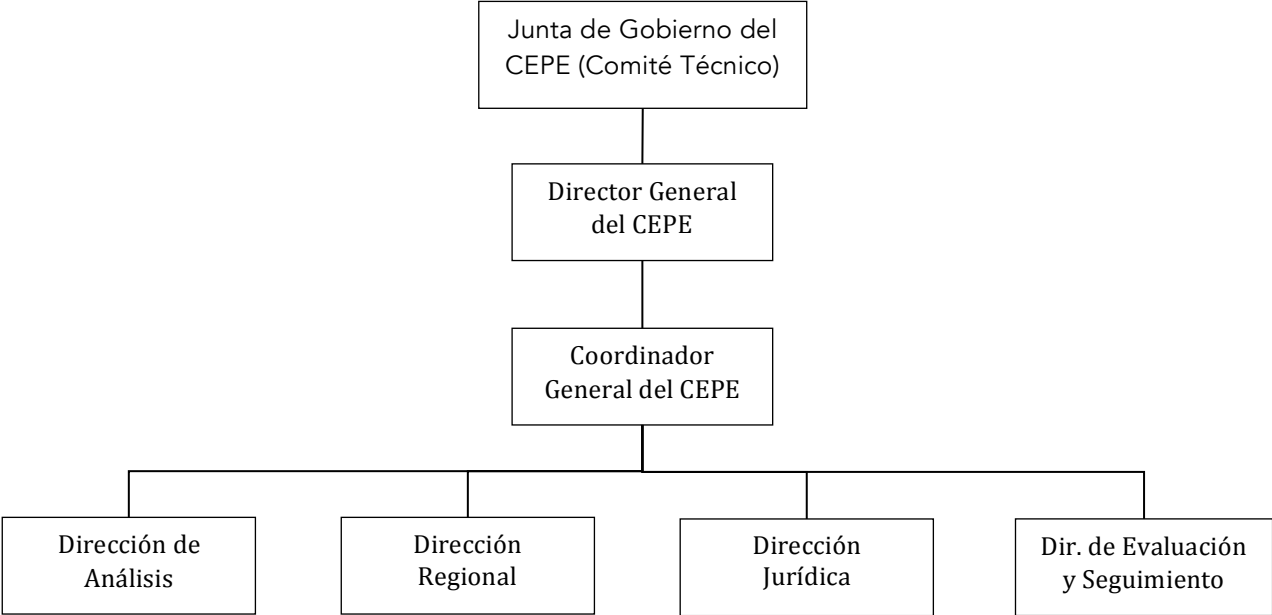 Junta de Gobierno del
CEPE (Comité Técnico)
Director General
del CEPE
Coordinador
General del CEPE
Dirección de
Análisis
Dirección
Regional
Dirección
Jurídica
Dir. de Evaluación
y Seguimiento